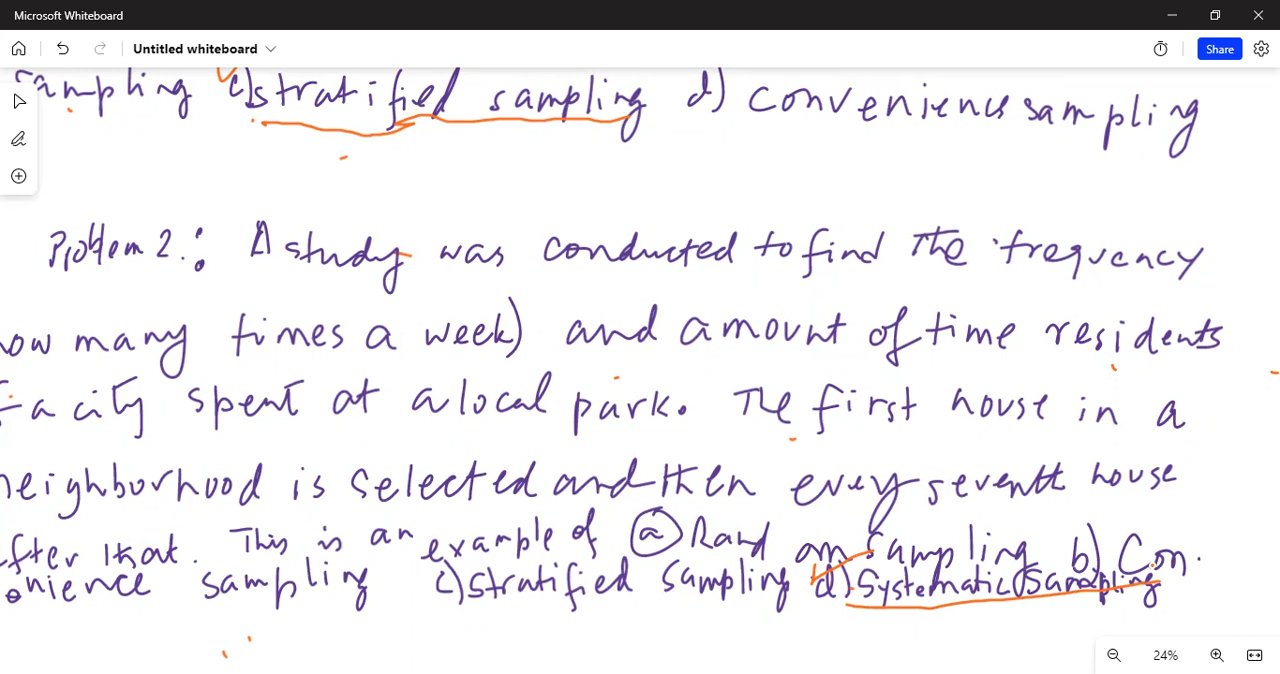 Microsoft Whiteboard
Untitled whiteboard
Share
ampling c) stratified sampling d) Convenience sampling
Problem 2.: A study was conducted to find The frequency
how many times a week) and amount of time residents
f a city spent at a local park. The first house in a
neighborhood is selected and then every seventh house
fter that. This is an example of (a) Random Sampling b) Con.
enience sampling c) stratified sampling d) Systematic Sampling
24%